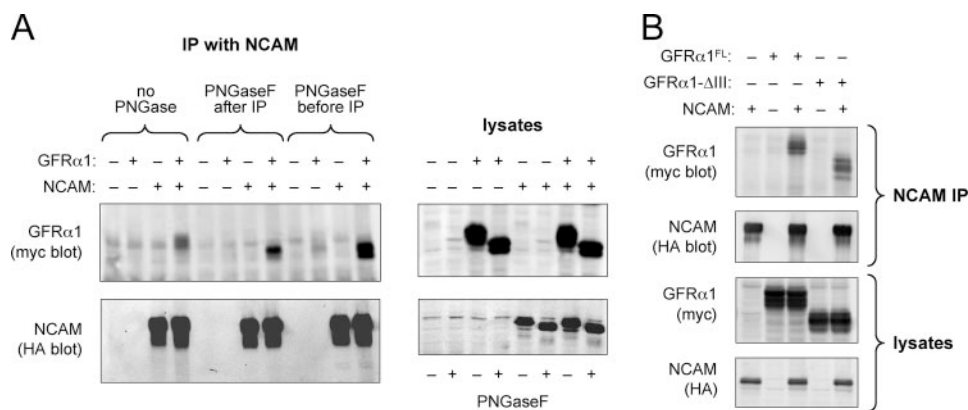 A
IP with NCAM
no
PNGase
PNGaseF
after IP
PNGaseF
before IP
lysates
GFRα1: – + – + – + – + – + – + – – + + – – + +
NCAM: – – + + – – + + – – + + – – – – + + + +
GFRα1
(myc blot)
NCAM
(HA blot)
– + – + – + – +
PNGaseF
B
GFRα1FL: – + + – –
GFRα1-ΔIII: – – – + +
NCAM: + – + – +
GFRα1
(myc blot)
NCAM
(HA blot)
NCAM IP
GFRα1
(myc)
NCAM
(HA)
lysates